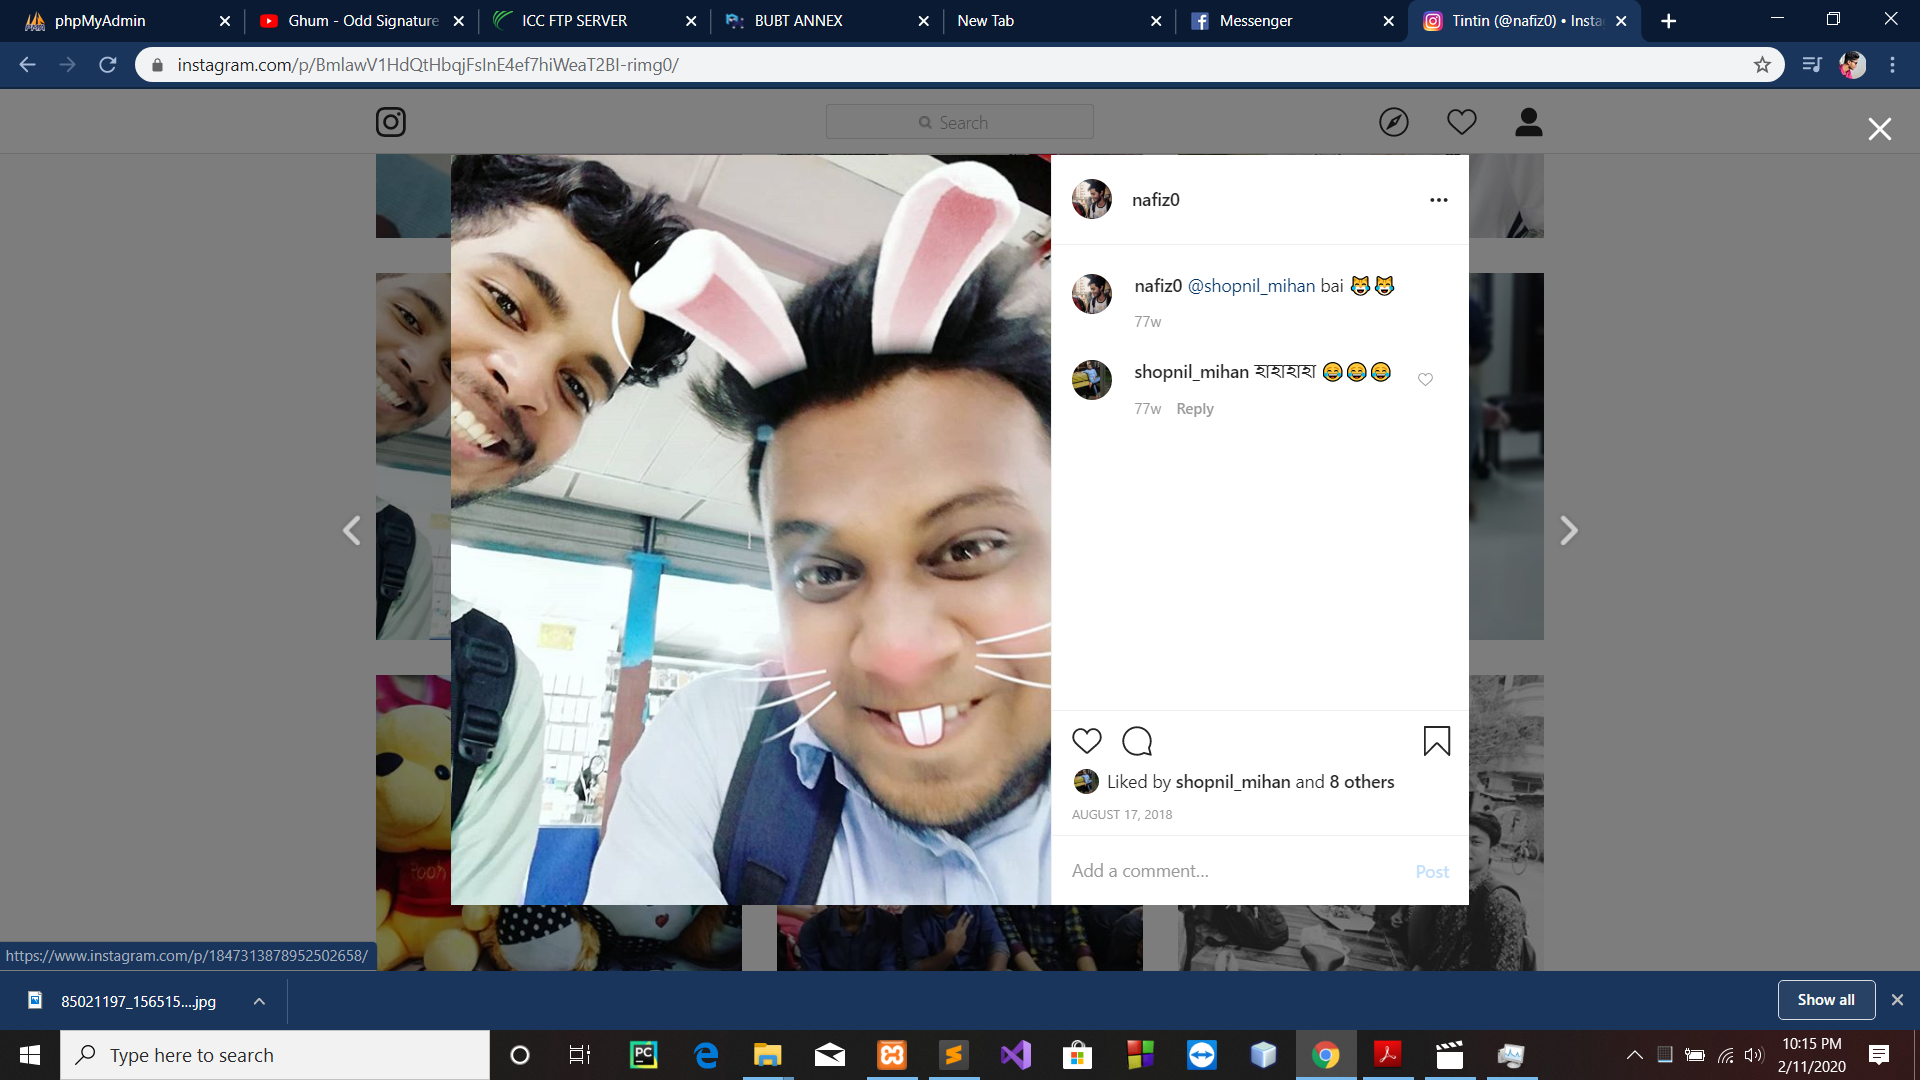 phpMyAdmin
Ghum - Odd Signature
ICC FTP SERVER
BUBT ANNEX
New Tab
Messenger
Tintin (@nafiz0) • Insta
instagram.com/p/BmlawV1HdQtHbqjFsInE4ef7hiWeaT2BI-rimg0/
Search
nafiz0
nafiz0 @shopnil_mihan bai 😹😹
77w
shopnil_mihan হাহাহাহা 😂😂😂
77w Reply
Liked by shopnil_mihan and 8 others
AUGUST 17, 2018
Add a comment...
Post
Pooh
https://www.instagram.com/p/1847313878952502658/
85021197_156515....jpg
Show all
Type here to search
PC
10:15 PM
2/11/2020